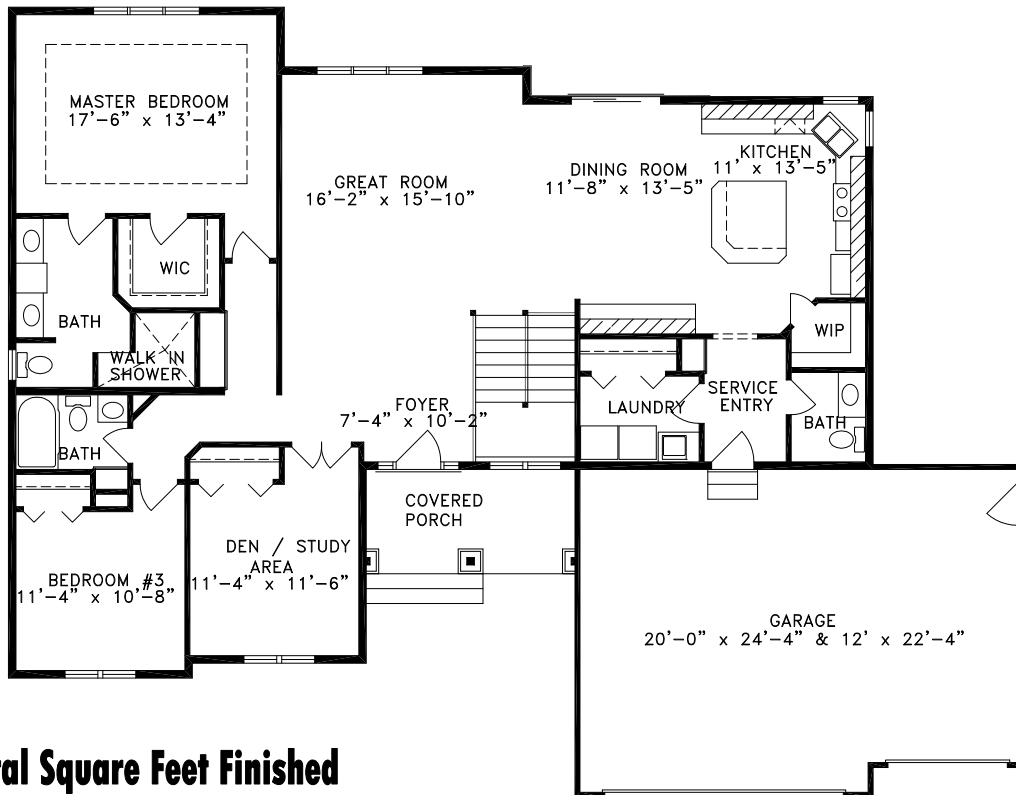 MASTER BEDROOM
17'-6" x 13'-4"
GREAT ROOM
16'-2" x 15'-10"
DINING ROOM
11'-8" x 13'-5"
KITCHEN
11' x 13'-5"
WIC
BATH
WALK IN
SHOWER
WIP
FOYER
7'-4" x 10'-2"
LAUNDRY
SERVICE
ENTRY
BATH
BATH
COVERED
PORCH
DEN / STUDY
AREA
11'-4" x 11'-6"
BEDROOM #3
11'-4" x 10'-8"
GARAGE
20'-0" x 24'-4" & 12' x 22'-4"
Square Feet Finished